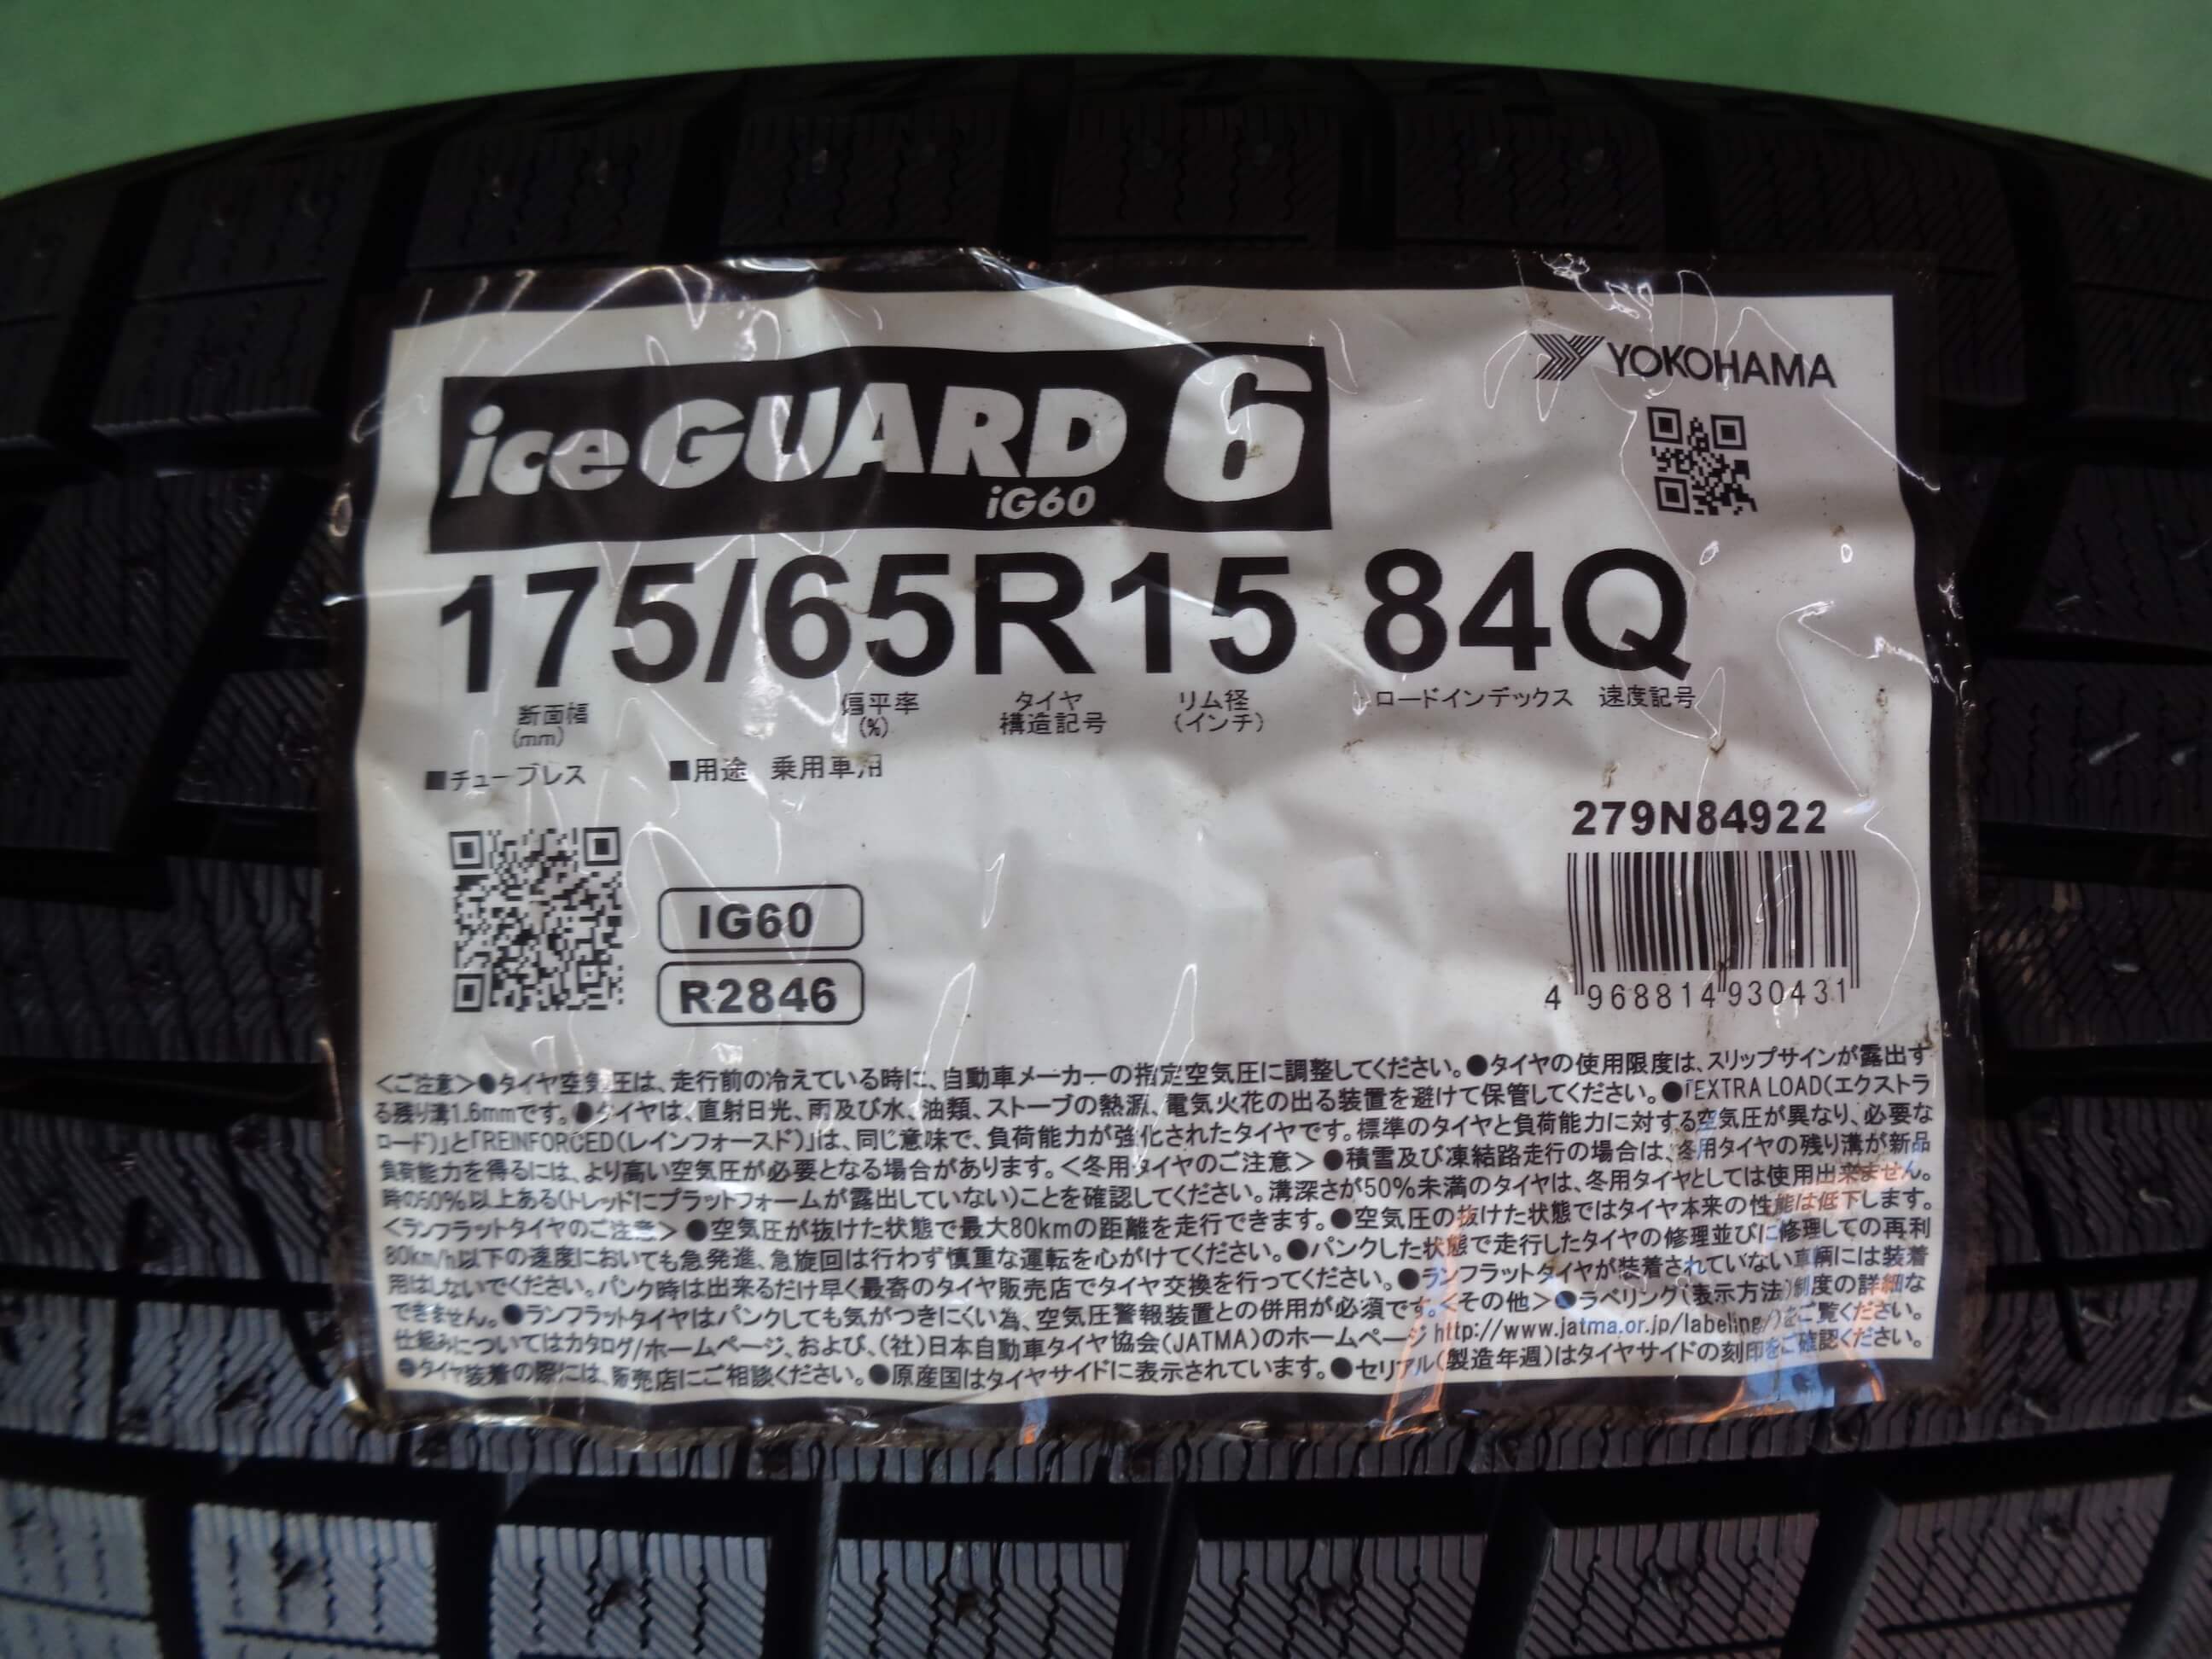 iceGUARD 6
iG60
YOKOHAMA
175/65R15 84Q
断面幅 偏平率 タイヤ リム径 ロードインデックス 速度記号
(mm) (%) 構造記号 (インチ)
■チューブレス ■用途 乗用車用
279N84922
IG60
R2846
4 968814 930431
<ご注意>●タイヤ空気圧は、走行前の冷えている時に、自動車メーカーの指定空気圧に調整してください。●タイヤの使用限度は、スリップサインが露出す
る残り溝1.6mmです。●タイヤは、直射日光、雨及び水、油類、ストーブの熱源、電気火花の出る装置を避けて保管してください。●「EXTRA LOAD(エクストラ
ロード)」と「REINFORCED(レインフォースド)」は、同じ意味で、負荷能力が強化されたタイヤです。標準のタイヤと負荷能力に対する空気圧が異なり、必要な
負荷能力を得るには、より高い空気圧が必要となる場合があります。<冬用タイヤのご注意>●積雪及び凍結路走行の場合は、冬用タイヤの残り溝が新品
時の50%以上ある(トレッドにプラットフォームが露出していない)ことを確認してください。溝深さが50%未満のタイヤは、冬用タイヤとしては使用出来ません。
<ランフラットタイヤのご注意>●空気圧が抜けた状態で最大80kmの距離を走行できます。●空気圧の抜けた状態ではタイヤ本来の性能は低下します。
80km/h以下の速度においても急発進、急旋回は行わず慎重な運転を心がけてください。●パンクした状態で走行したタイヤの修理並びに修理しての再利
用はしないでください。パンク時は出来るだけ早く最寄のタイヤ販売店でタイヤ交換を行ってください。●ランフラットタイヤが装着されていない車輌には装着
できません。●ランフラットタイヤはパンクしても気がつきにくい為、空気圧警報装置との併用が必須です。<その他>●ラベリング(表示方法)制度の詳細な
仕組みについてはカタログ/ホームページ、および、(社)日本自動車タイヤ協会(JATMA)のホームページ http://www.jatma.or.jp/labeling/)をご覧ください。
●タイヤ装着の際には、販売店にご相談ください。●原産国はタイヤサイドに表示されています。●セリアル(製造年週)はタイヤサイドの刻印をご確認ください。